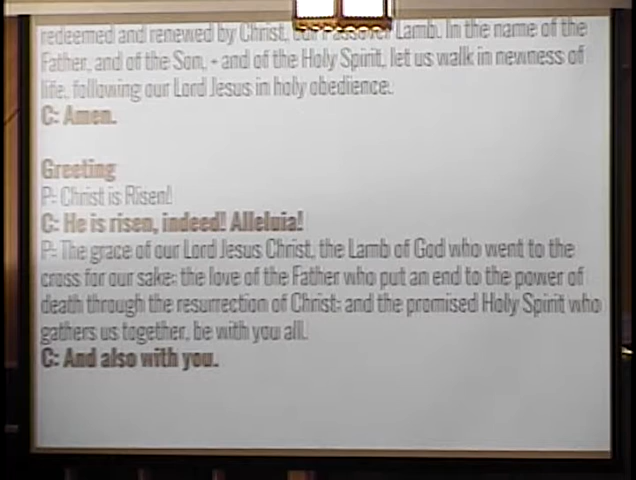 redeemed and renewed by Christ, our Passover Lamb. In the name of the
Father, and of the Son, + and of the Holy Spirit, let us walk in newness of
life, following our Lord Jesus in holy obedience.
C: Amen.
Greeting
P: Christ is Risen!
C: He is risen, indeed! Alleluia!
P: The grace of our Lord Jesus Christ, the Lamb of God who went to the
cross for our sake; the love of the Father who put an end to the power of
death through the resurrection of Christ; and the promised Holy Spirit who
gathers us together, be with you all.
C: And also with you.